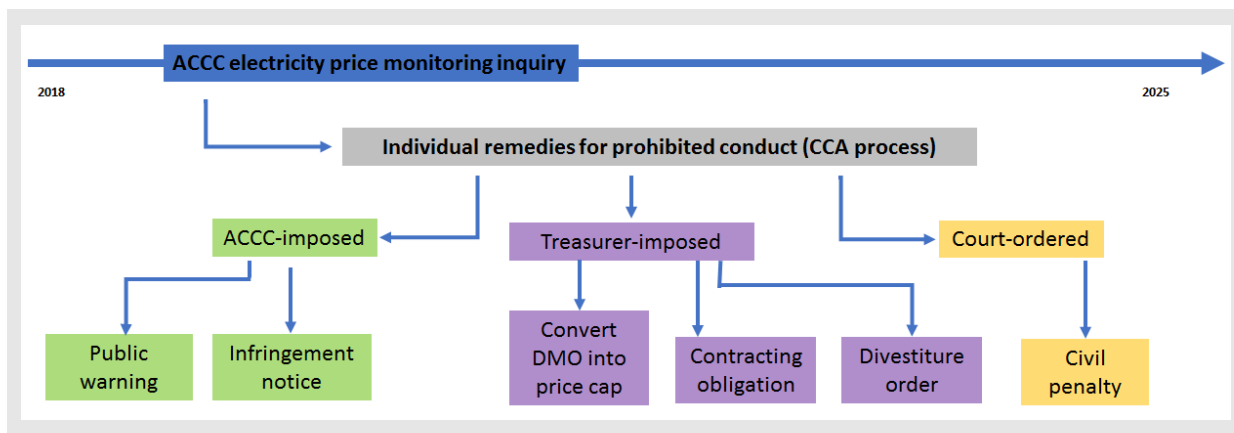 ACCC electricity price monitoring inquiry
2018
2025
Individual remedies for prohibited conduct (CCA process)
ACCC-imposed
Treasurer-imposed
Court-ordered
Public
warning
Infringement
notice
Convert
DMO into
price cap
Contracting
obligation
Divestiture
order
Civil
penalty